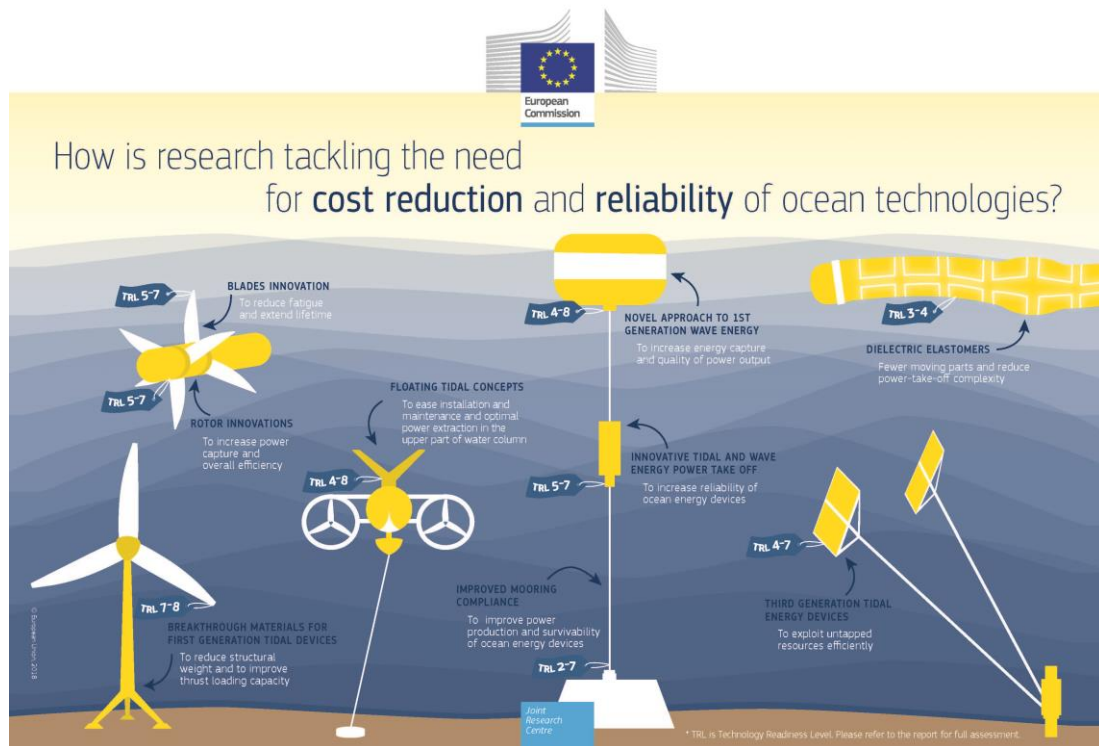 European
Commission
How is research tackling the need
for cost reduction and reliability of ocean technologies?
TRL 5-7
BLADES INNOVATION
To reduce fatigue
and extend lifetime
TRL 5-7
ROTOR INNOVATIONS
To increase power
capture and
overall efficiency
FLOATING TIDAL CONCEPTS
To ease installation and
maintenance and optimal
power extraction in the
upper part of water column
TRL 4-8
TRL 4-8
NOVEL APPROACH TO 1ST
GENERATION WAVE ENERGY
To increase energy capture
and quality of power output
TRL 3-4
DIELECTRIC ELASTOMERS
Fewer moving parts and reduce
power-take-off complexity
INNOVATIVE TIDAL AND WAVE
ENERGY POWER TAKE OFF
TRL 5-7
To increase reliability of
ocean energy devices
TRL 7-8
BREAKTHROUGH MATERIALS FOR
FIRST GENERATION TIDAL DEVICES
To reduce structural
weight and to improve
thrust loading capacity
IMPROVED MOORING
COMPLIANCE
To improve power
production and survivability
of ocean energy devices
TRL 2-7
TRL 4-7
THIRD GENERATION TIDAL
ENERGY DEVICES
To exploit untapped
resources efficiently
© European Union, 2018
Joint
Research
Centre
* TRL is Technology Readiness Level. Please refer to the report for full assessment.